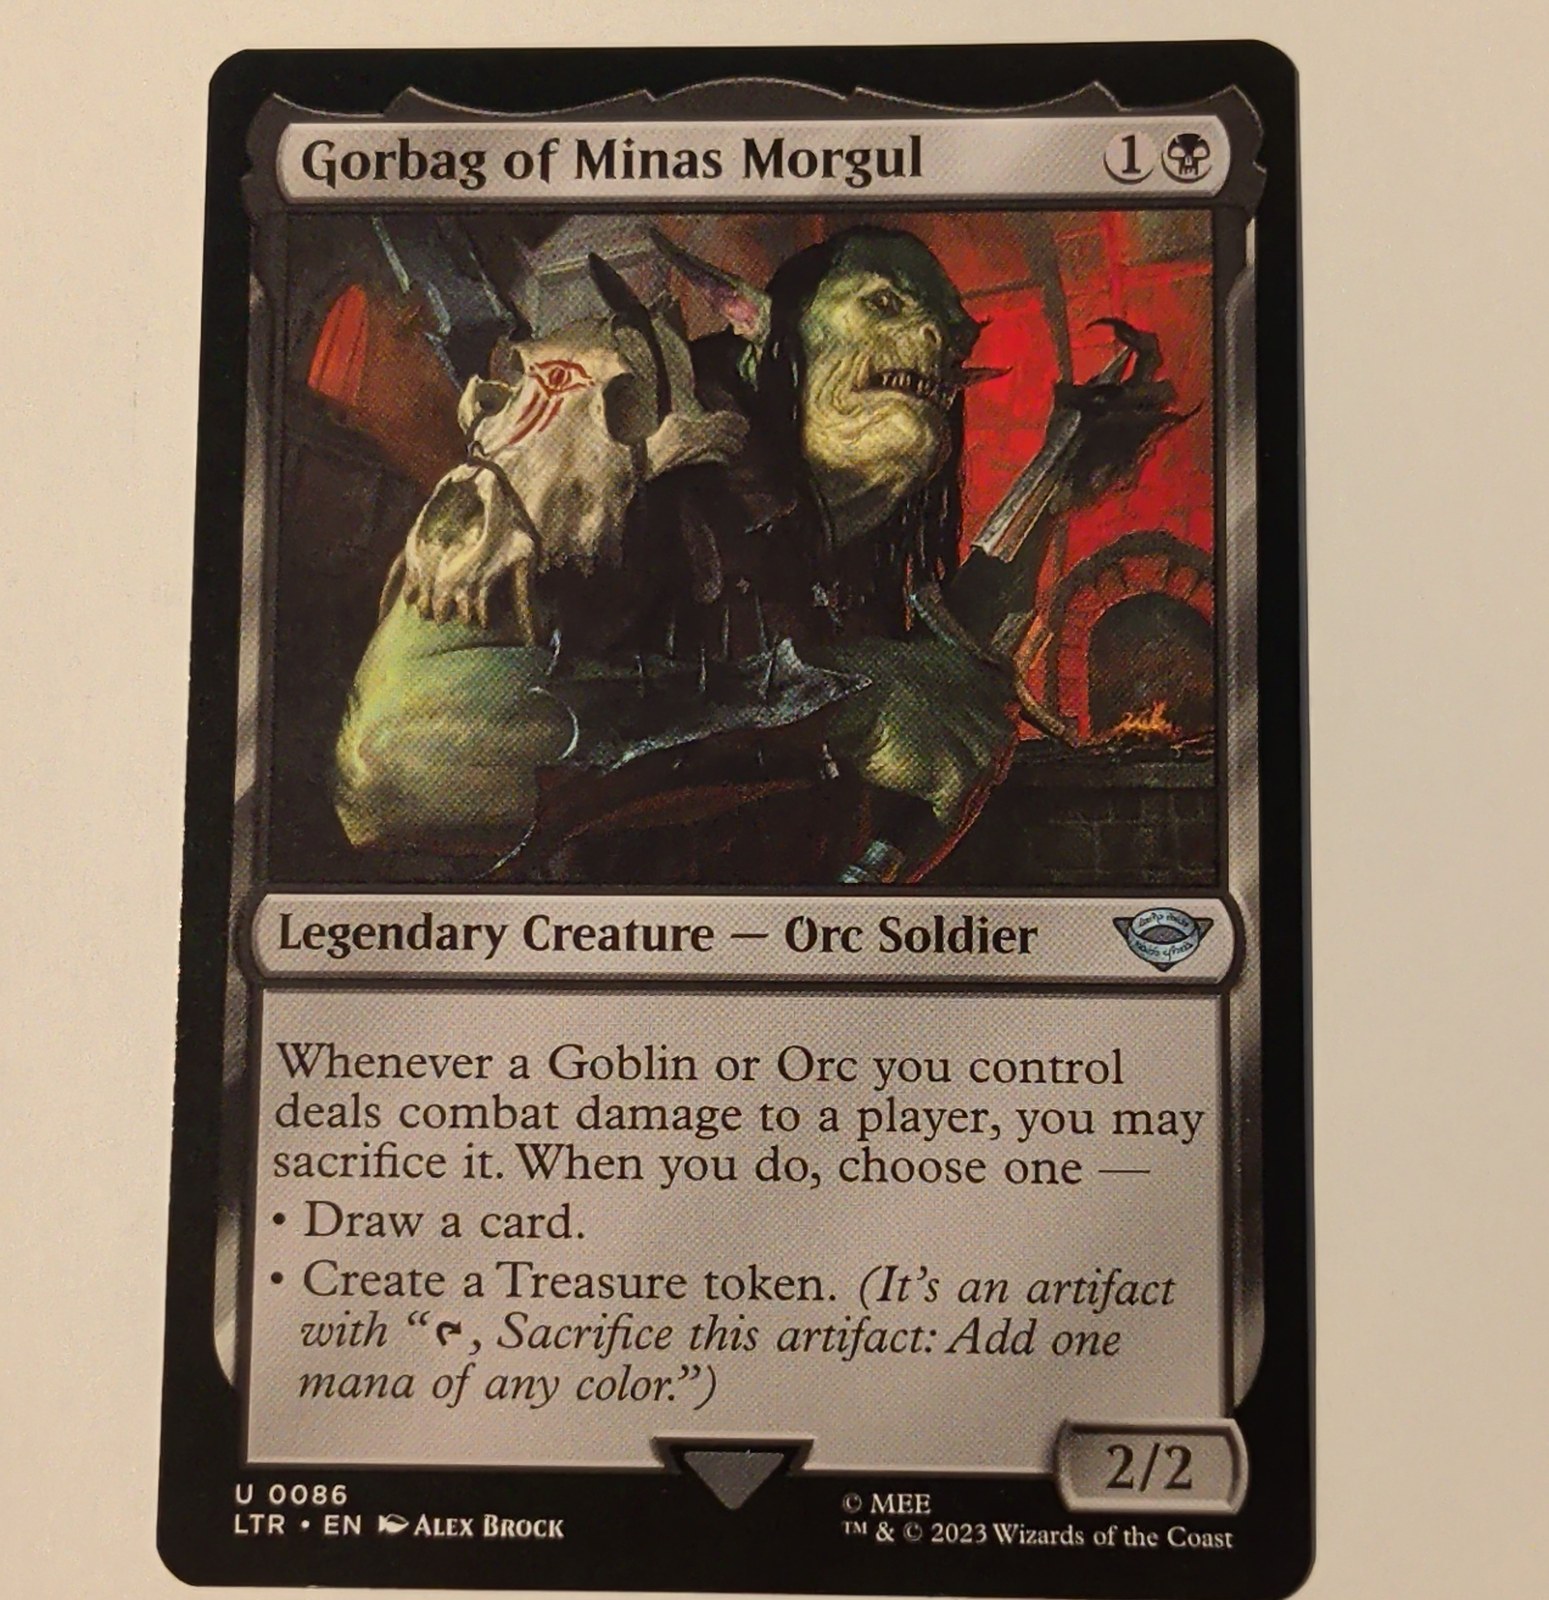 Gorbag of Minas Morgul 1
Legendary Creature — Orc Soldier
Whenever a Goblin or Orc you control
deals combat damage to a player, you may
sacrifice it. When you do, choose one —
• Draw a card.
• Create a Treasure token. (It's an artifact
with “, Sacrifice this artifact: Add one
mana of any color.”)
2/2
U 0086
LTR • EN ALEX BROCK
© MEE
™ & © 2023 Wizards of the Coast